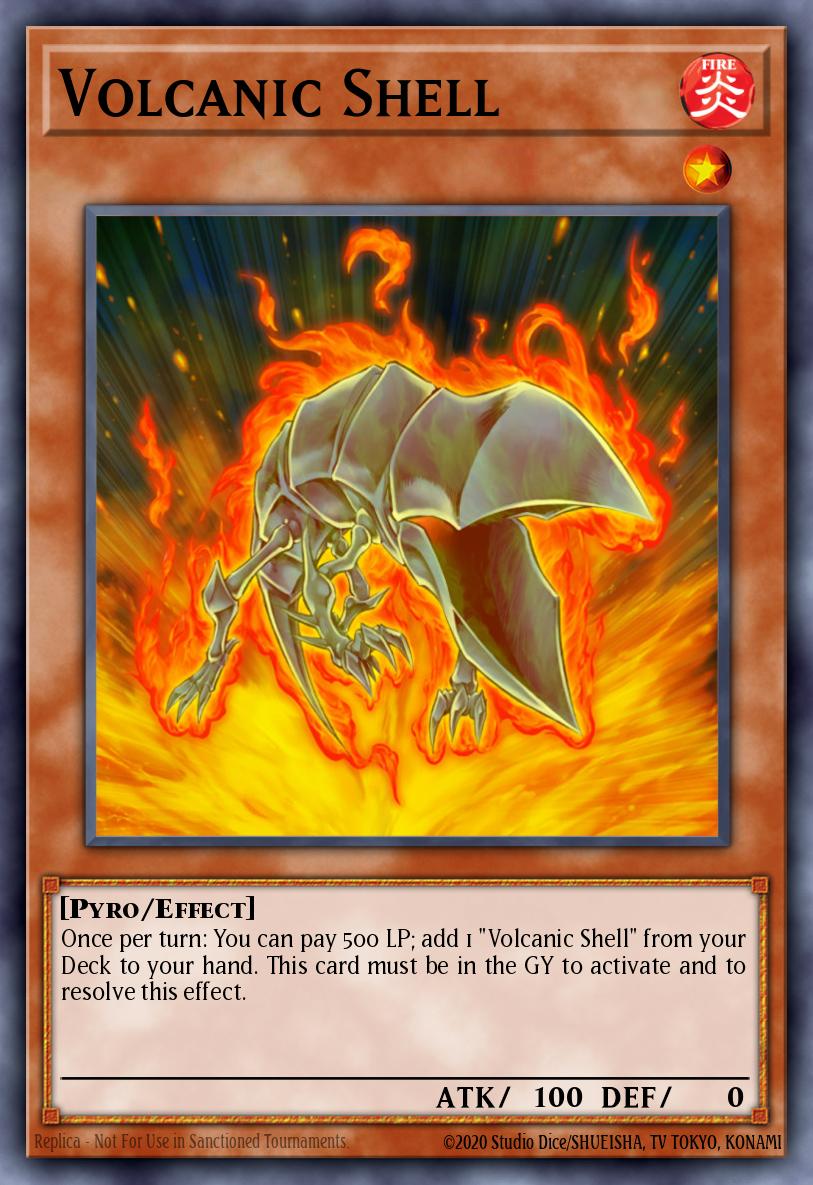 Volcanic Shell
FIRE
炎
[Pyro/Effect]
Once per turn: You can pay 500 LP; add 1 "Volcanic Shell" from your
Deck to your hand. This card must be in the GY to activate and to
resolve this effect.
ATK/ 100 DEF/ 0
Replica - Not For Use in Sanctioned Tournaments.
©2020 Studio Dice/SHUEISHA, TV TOKYO, KONAMI